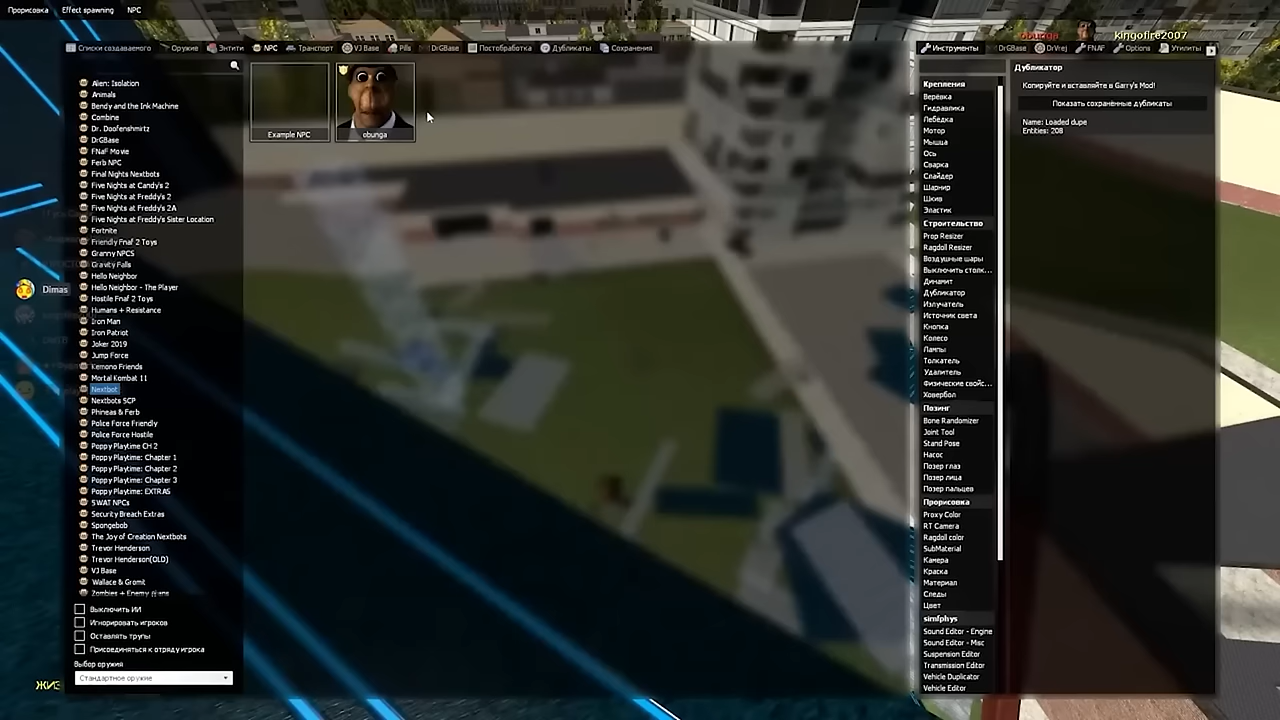 Прорисовка Effect spawning NPC
obunga
kingofire2007
Списки создаваемого Оружие Энтити NPC Транспорт VJ Base Pills DrGBase Постобработка Дубликаты Сохранения
Инструменты DrGBase DrVrej FNAF Options Утилиты
Alien: Isolation
Animals
Bendy and the Ink Machine
Combine
Dr. Doofenshmirtz
DrGBase
FNaF Movie
Ferb NPC
Final Nights Nextbots
Five Nights at Candy's 2
Five Nights at Freddy's 2
Five Nights at Freddy's 2A
Five Nights at Freddy's Sister Location
Fortnite
Friendly Fnaf 2 Toys
Granny NPCS
Gravity Falls
Hello Neighbor
Hello Neighbor - The Player
Hostile Fnaf 2 Toys
Humans + Resistance
Iron Man
Iron Patriot
Joker 2019
Jump Force
Kemono Friends
Mortal Kombat 11
Nextbot
Nextbots SCP
Phineas & Ferb
Police Force Friendly
Police Force Hostile
Poppy Playtime CH 2
Poppy Playtime: Chapter 1
Poppy Playtime: Chapter 2
Poppy Playtime: Chapter 3
Poppy Playtime: EXTRAS
SWAT NPCs
Security Breach Extras
Spongebob
The Joy of Creation Nextbots
Trevor Henderson
Trevor Henderson(OLD)
VJ Base
Wallace & Gromit
Zombies + Enemy
Выключить ИИ
Игнорировать игроков
Оставлять трупы
Присоединяться к отряду игрока
Выбор оружия
Стандартное оружие
Dimas
Example NPC
obunga
Крепления
Верёвка
Гидравлика
Лебёдка
Мотор
Мышца
Ось
Сварка
Слайдер
Шарнир
Шкив
Эластик
Строительство
Prop Resizer
Ragdoll Resizer
Воздушные шары
Выключить столк...
Динамит
Дубликатор
Излучатель
Источник света
Кнопка
Колесо
Лампы
Толкатель
Удалитель
Физические свойс...
Ховербол
Позинг
Bone Randomizer
Joint Tool
Stand Pose
Насос
Позер глаз
Позер лица
Позер пальцев
Прорисовка
Proxy Color
RT Camera
Ragdoll color
SubMaterial
Камера
Краска
Материал
Следы
Цвет
simfphys
Sound Editor - Engine
Sound Editor - Misc
Suspension Editor
Transmission Editor
Vehicle Duplicator
Vehicle Editor
Дубликатор
Копируйте и вставляйте в Garry's Mod!
Показать сохранённые дубликаты
Name: Loaded dupe
Entities: 208